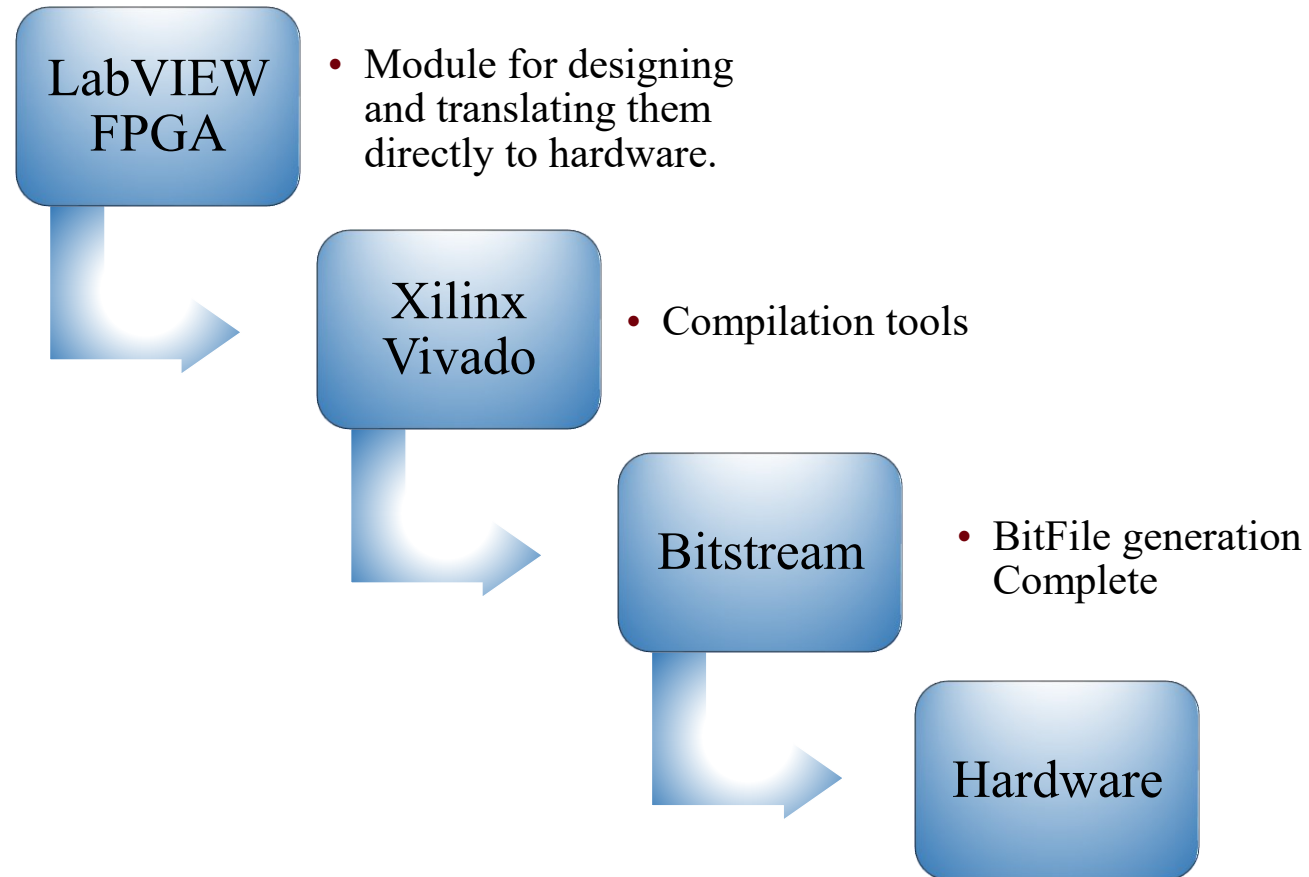 LabVIEW
FPGA
• Module for designing
and translating them
directly to hardware.
Xilinx
Vivado
• Compilation tools
Bitstream
• BitFile generation
Complete
Hardware